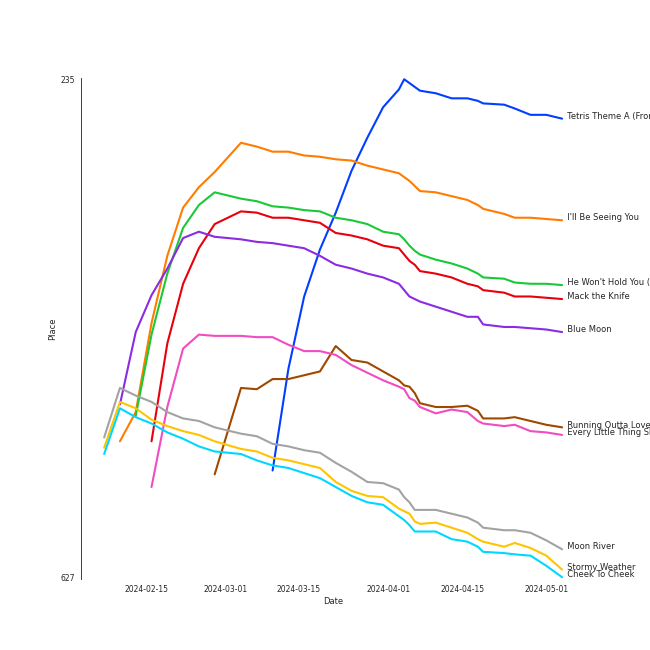 235
Tetris Theme A (Fro
I'll Be Seeing You
He Won't Hold You (
Mack the Knife
Place
Blue Moon
Running Outta Love
Every Little Thing S
Moon River
Stormy Weather
Cheek To Cheek
627
2024-02-15
2024-03-01
2024-03-15
2024-04-01
2024-04-15
2024-05-01
Date